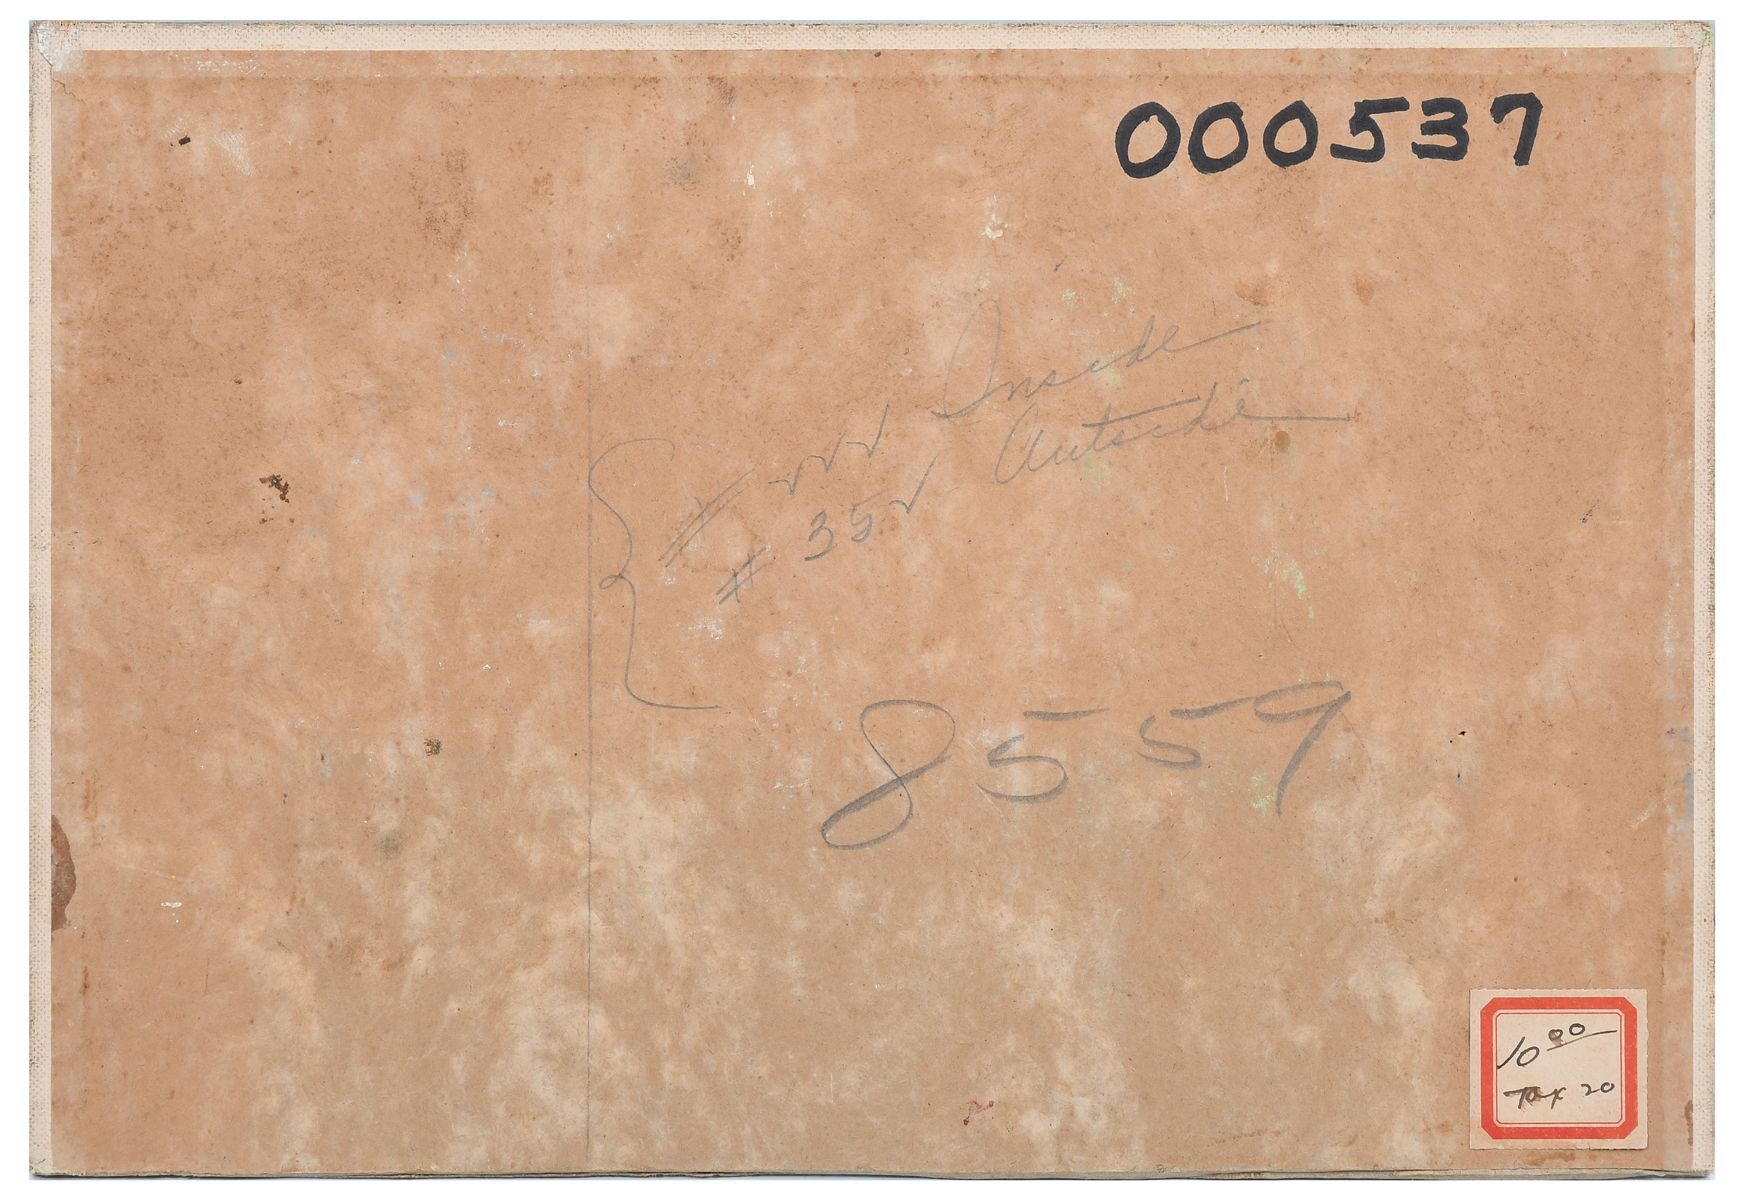 000537
# Inside
# 35 Outside
8559
10.00
Tax 20